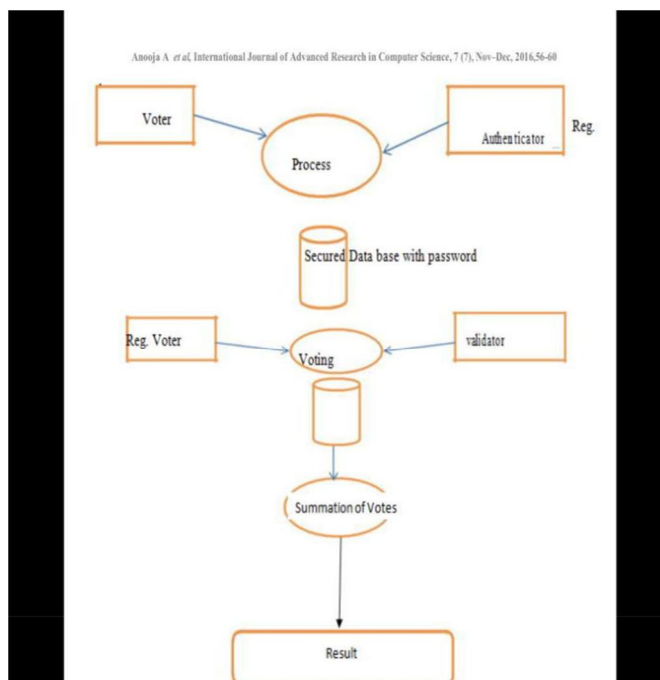 Anooja A et al, International Journal of Advanced Research in Computer Science, 7 (7), Nov–Dec, 2016,56-60
Voter
Reg.
Authenticator
Process
Secured Data base with password
Reg. Voter
validator
Voting
Summation of Votes
Result